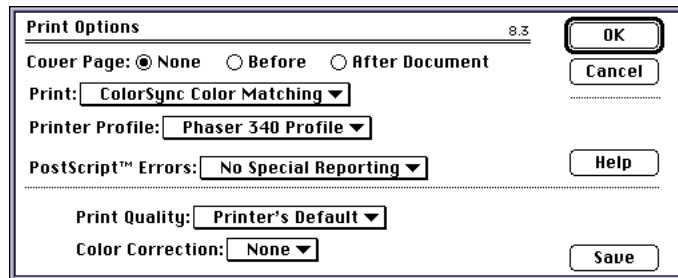 Print Options 8.3 OK
Cover Page: None Before After Document
Cancel
Print: ColorSync Color Matching
Printer Profile: Phaser 340 Profile
PostScript™ Errors: No Special Reporting
Help
Print Quality: Printer's Default
Color Correction: None
Save